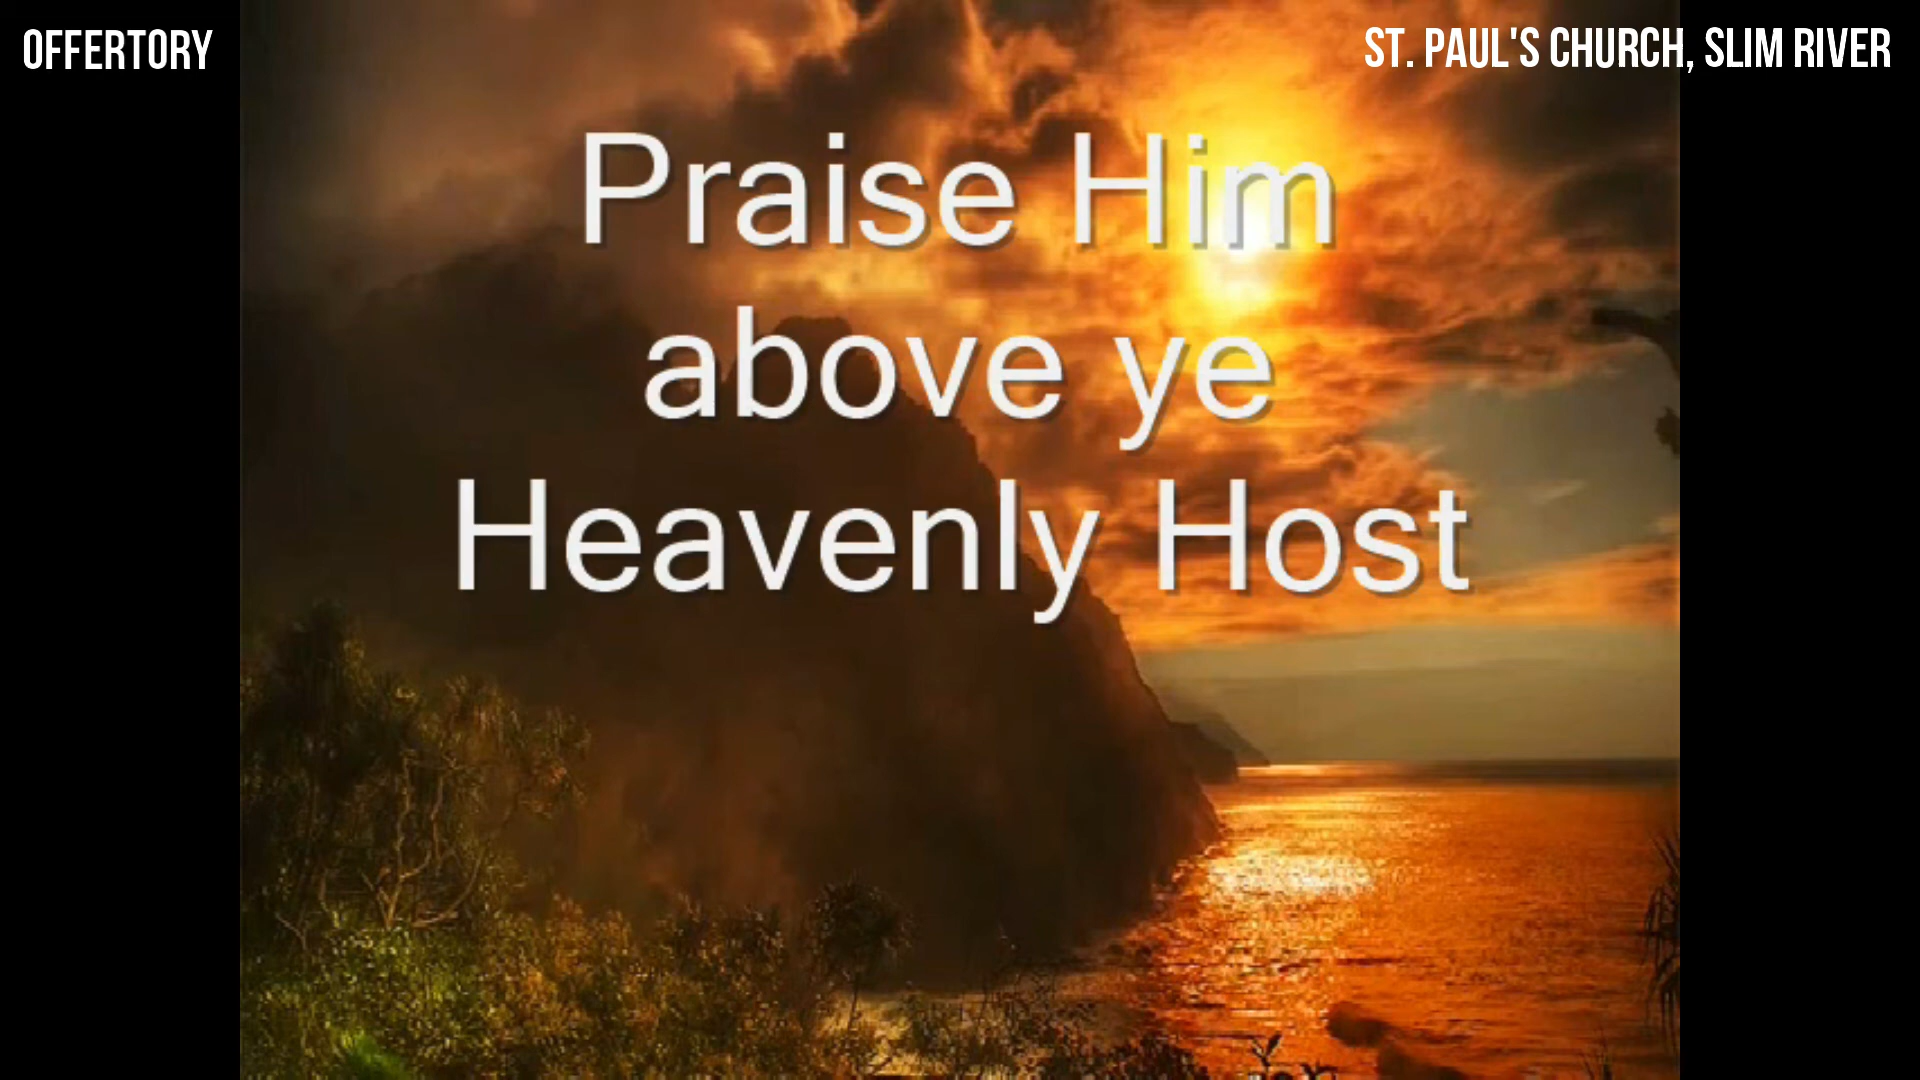 OFFERTORY
ST. PAUL'S CHURCH, SLIM RIVER
Praise Him
above ye
Heavenly Host